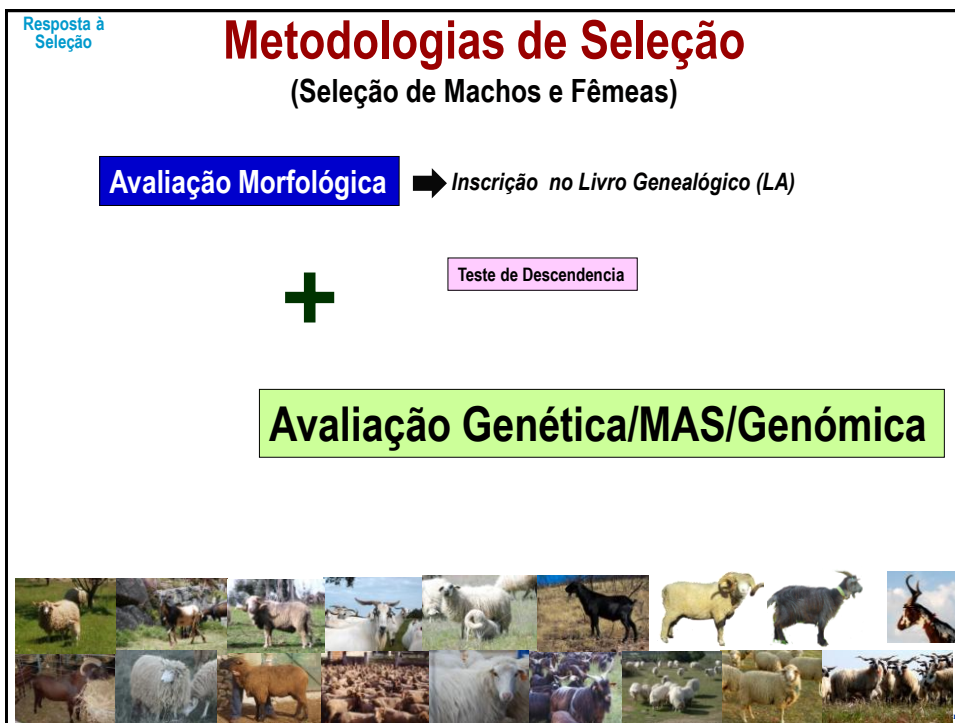 Resposta à
Seleção
Metodologias de Seleção
(Seleção de Machos e Fêmeas)
Avaliação Morfológica
Inscrição no Livro Genealógico (LA)
+
Teste de Descendencia
Avaliação Genética/MAS/Genómica